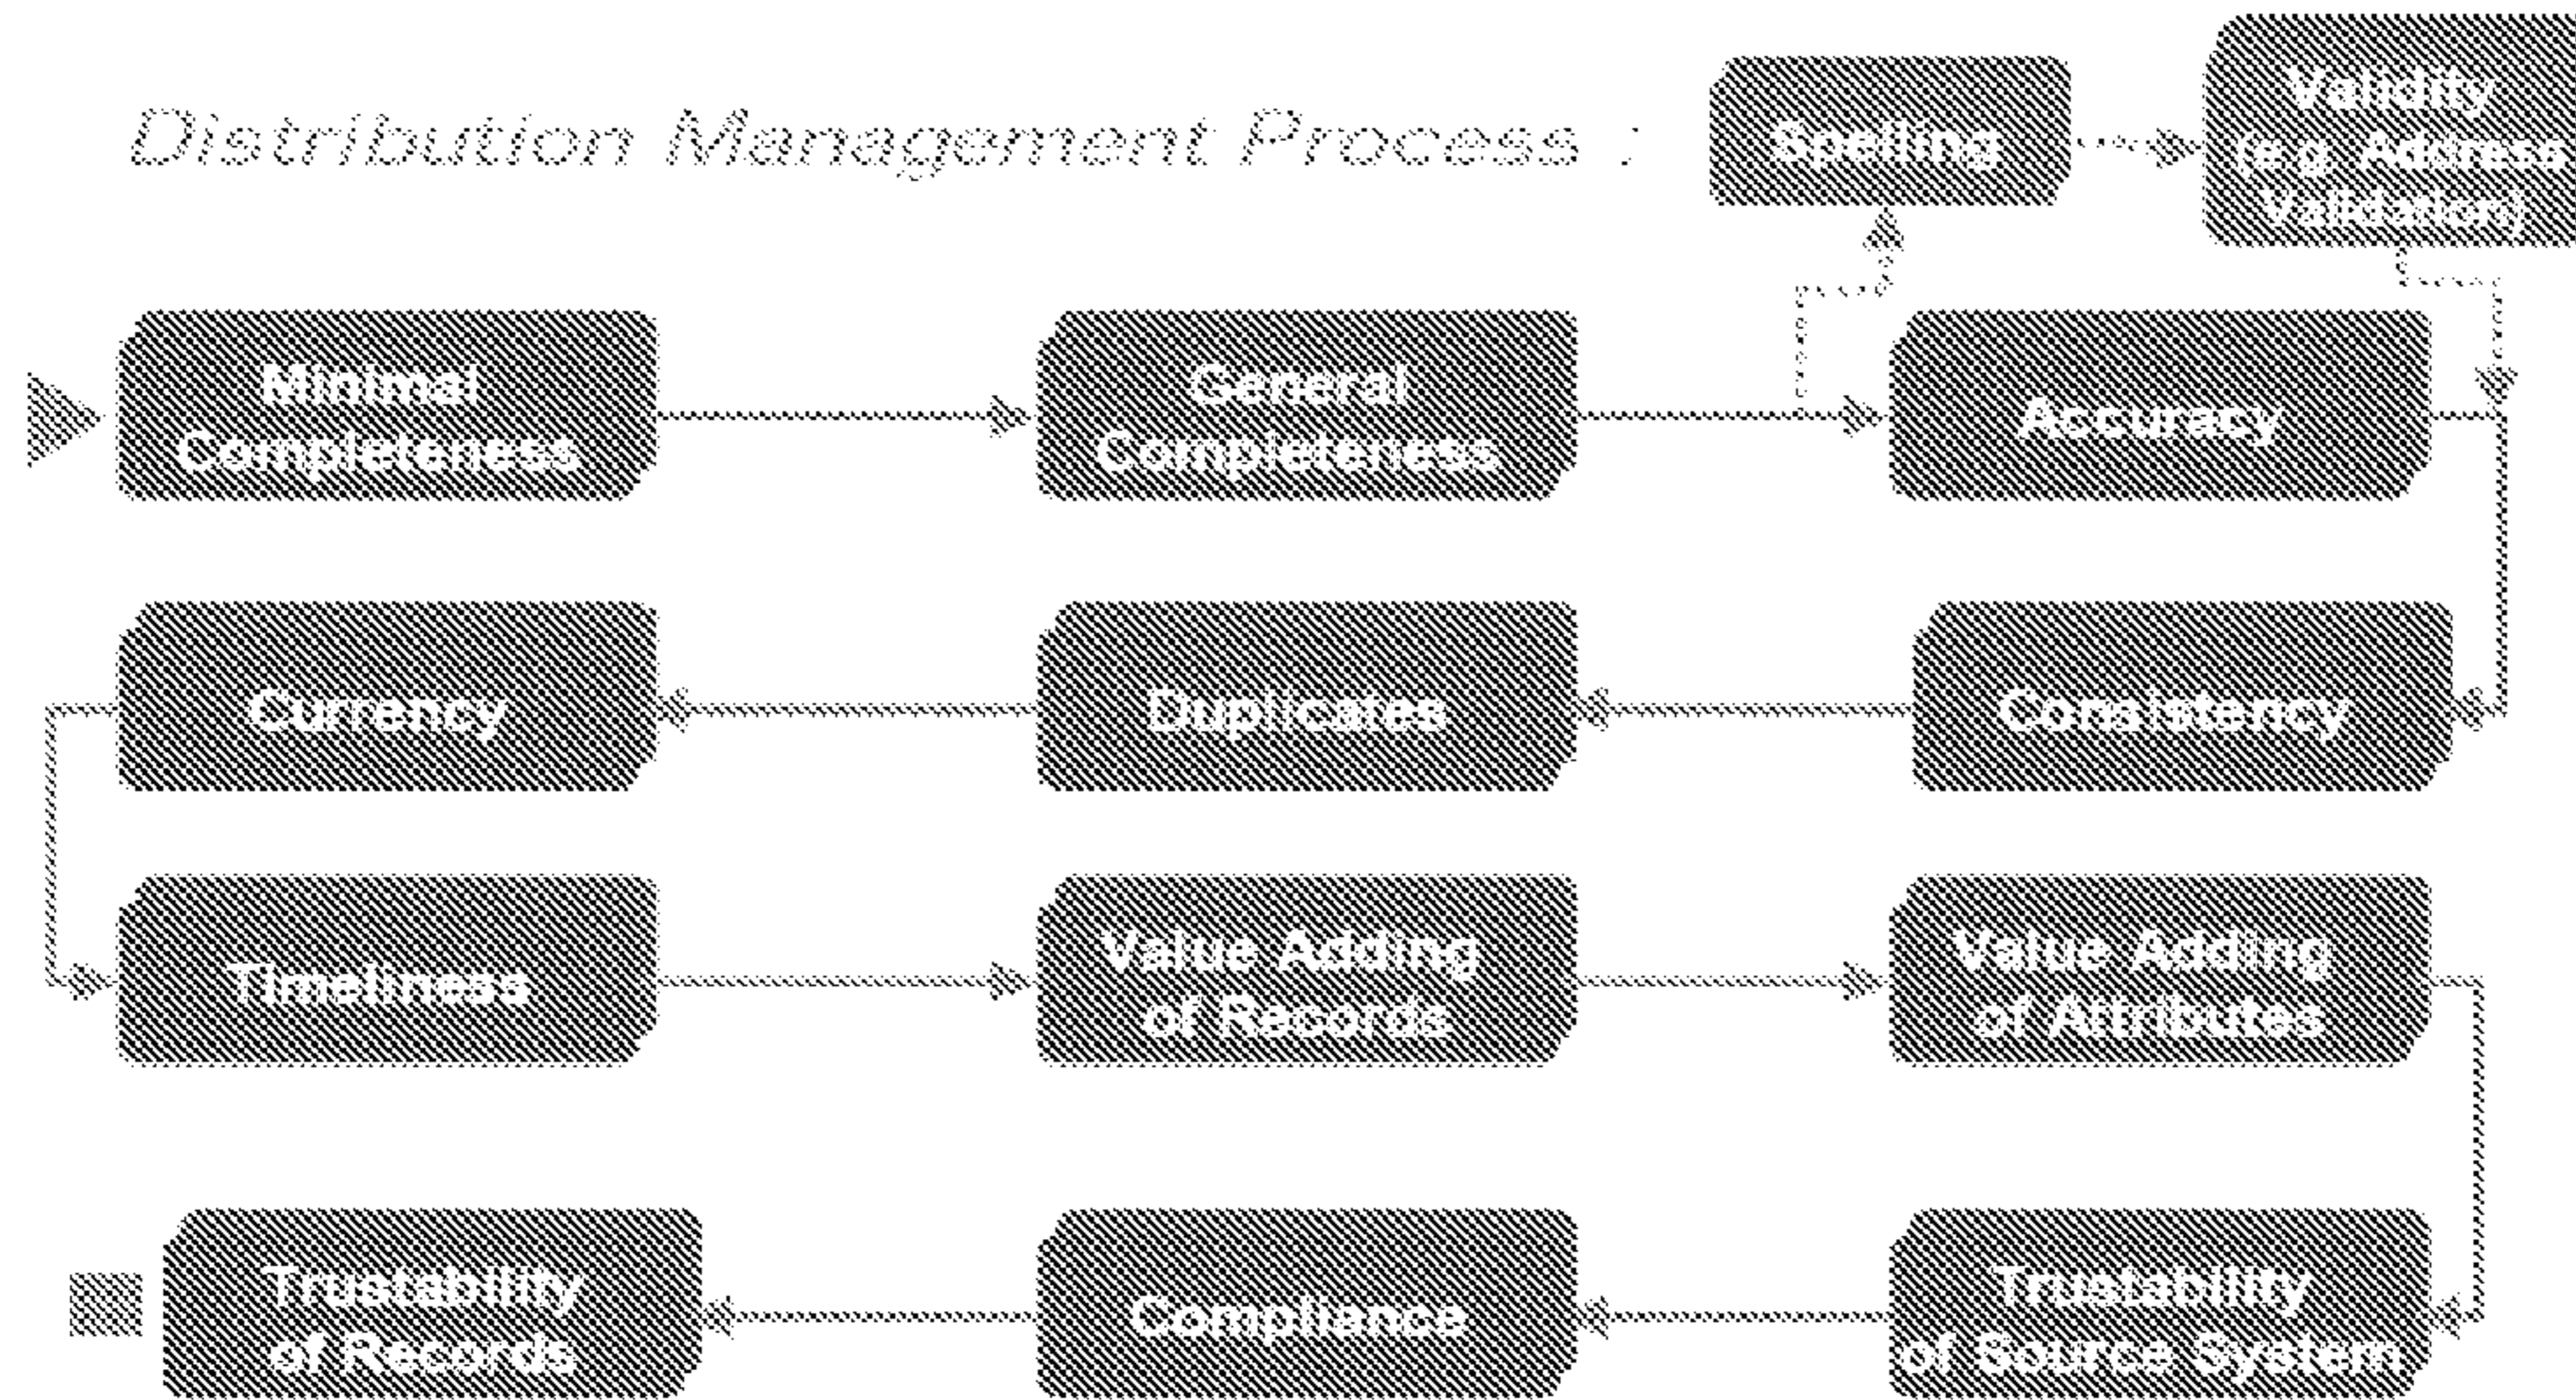 Distribution Management Process :
Spelling
Validity
(e.g. Address
Validation)
Minimal
Completeness
General
Completeness
Accuracy
Currency
Duplicates
Consistency
Timeliness
Value Adding
of Records
Value Adding
of Attributes
Trustability
of Records
Compliance
Trustability
of Source System